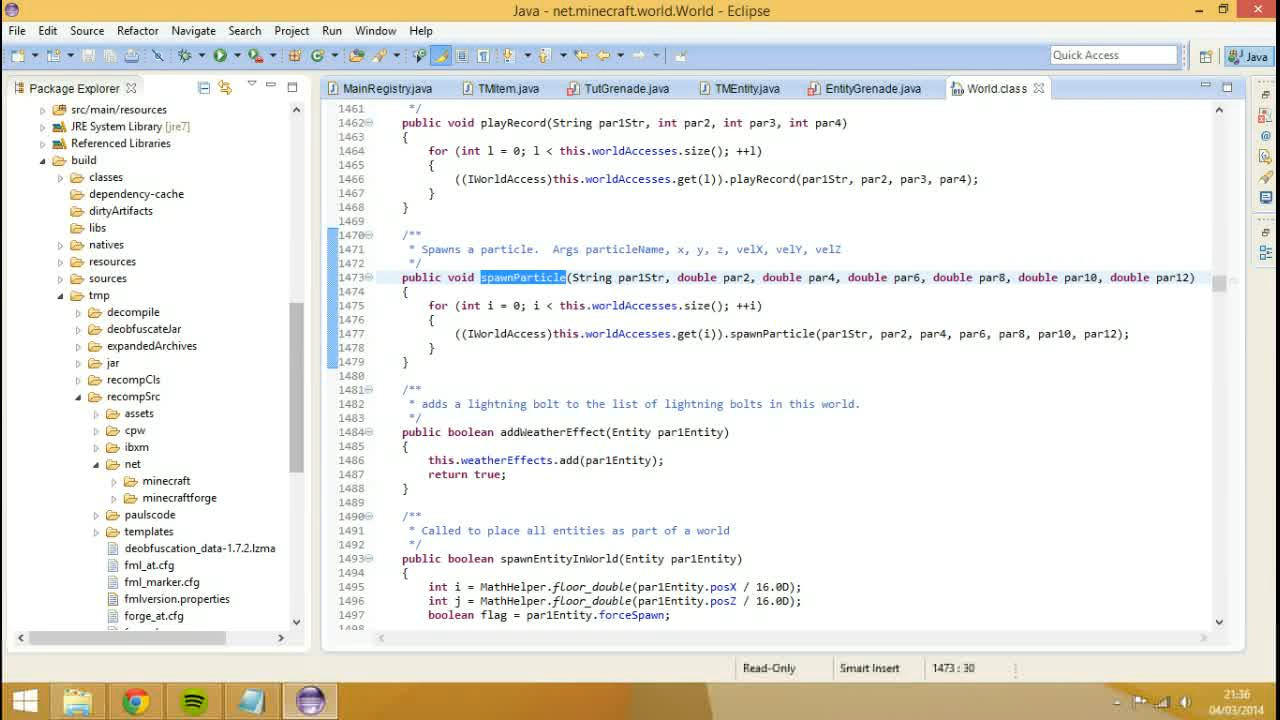 Java - net.minecraft.world.World - Eclipse
File Edit Source Refactor Navigate Search Project Run Window Help
Quick Access
Java
Package Explorer
src/main/resources
JRE System Library [jre7]
Referenced Libraries
build
classes
dependency-cache
dirtyArtifacts
libs
natives
resources
sources
tmp
decompile
deobfuscateJar
expandedArchives
jar
recompCls
recompSrc
assets
cpw
ibxm
net
minecraft
minecraftforge
paulscode
templates
deobfuscation_data-1.7.2.lzma
fml_at.cfg
fml_marker.cfg
fmlversion.properties
forge_at.cfg
MainRegistry.java TMItem.java TutGrenade.java TMEntity.java EntityGrenade.java World.class
1461 */
1462 public void playRecord(String par1Str, int par2, int par3, int par4)
1463 {
1464 for (int l = 0; l < this.worldAccesses.size(); ++l)
1465 {
1466 ((IWorldAccess)this.worldAccesses.get(l)).playRecord(par1Str, par2, par3, par4);
1467 }
1468 }
1469
1470 /**
1471 * Spawns a particle.  Args particleName, x, y, z, velX, velY, velZ
1472 */
1473 public void spawnParticle(String par1Str, double par2, double par4, double par6, double par8, double par10, double par12)
1474 {
1475 for (int i = 0; i < this.worldAccesses.size(); ++i)
1476 {
1477 ((IWorldAccess)this.worldAccesses.get(i)).spawnParticle(par1Str, par2, par4, par6, par8, par10, par12);
1478 }
1479 }
1480
1481 /**
1482 * adds a lightning bolt to the list of lightning bolts in this world.
1483 */
1484 public boolean addWeatherEffect(Entity par1Entity)
1485 {
1486 this.weatherEffects.add(par1Entity);
1487 return true;
1488 }
1489
1490 /**
1491 * Called to place all entities as part of a world
1492 */
1493 public boolean spawnEntityInWorld(Entity par1Entity)
1494 {
1495 int i = MathHelper.floor_double(par1Entity.posX / 16.0D);
1496 int j = MathHelper.floor_double(par1Entity.posZ / 16.0D);
1497 boolean flag = par1Entity.forceSpawn;
1498
Read-Only Smart Insert 1473 : 30
21:36
04/03/2014